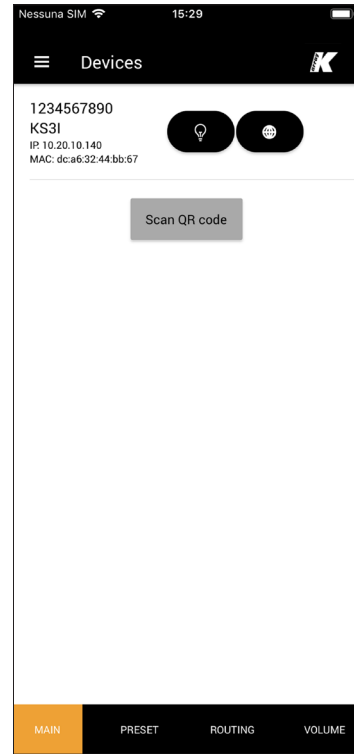 Nessuna SIM 15:29
Devices K
1234567890
KS3I
IP. 10.20.10.140
MAC: dc:a6:32:44:bb:67
Scan QR code
MAIN PRESET ROUTING VOLUME